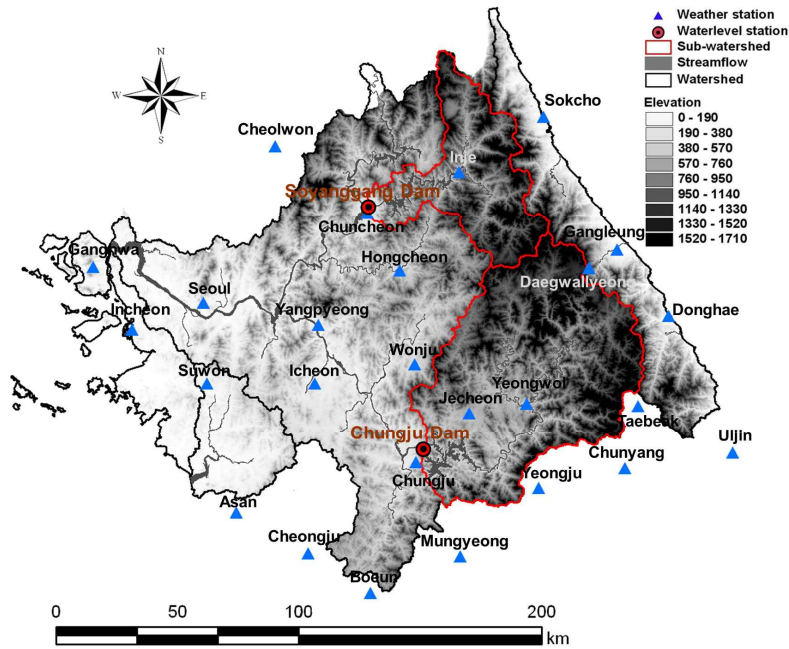 Weather station
Waterlevel station
Sub-watershed
Streamflow
Watershed
Elevation
0 - 190
190 - 380
380 - 570
570 - 760
760 - 950
950 - 1140
1140 - 1330
1330 - 1520
1520 - 1710
N
W
E
S
Sokcho
Cheolwon
Inje
Soyanggang Dam
Chuncheon
Gangleung
Ganghwa
Hongcheon
Daegwallyeon
Seoul
Incheon
Yangpyeong
Donghae
Wonju
Suwon
Icheon
Yeongwol
Jecheon
Taebeak
Chungju Dam
Uljin
Chunyang
Chungju
Yeongju
Asan
Cheongju
Mungyeong
Boeun
0
50
100
200
km